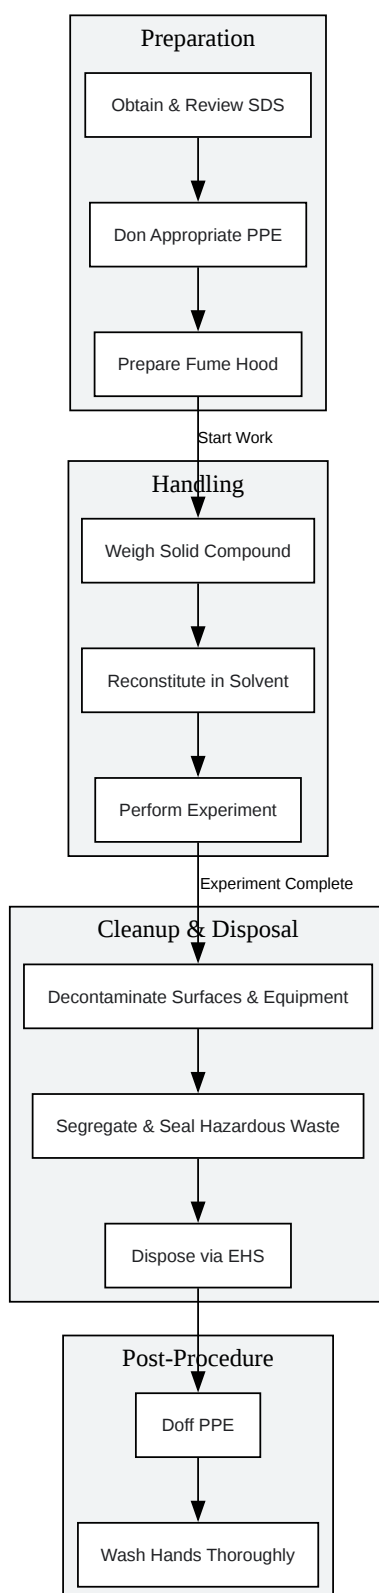 Preparation
Obtain & Review SDS
Don Appropriate PPE
Prepare Fume Hood
Start Work
Handling
Weigh Solid Compound
Reconstitute in Solvent
Perform Experiment
Experiment Complete
Cleanup & Disposal
Decontaminate Surfaces & Equipment
Segregate & Seal Hazardous Waste
Dispose via EHS
Post-Procedure
Doff PPE
Wash Hands Thoroughly